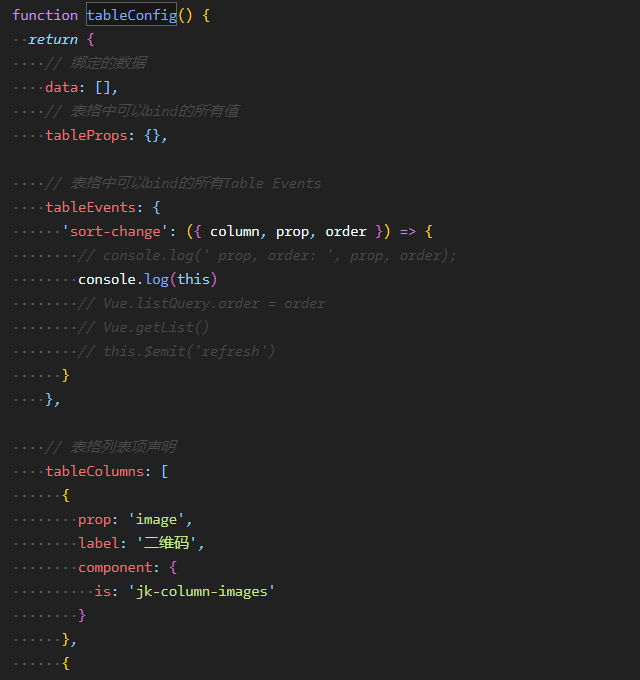 function tableConfig() {
return {
// 绑定的数据
data: [],
// 表格中可以bind的所有值
tableProps: {},
// 表格中可以bind的所有Table Events
tableEvents: {
'sort-change': ({ column, prop, order }) => {
// console.log(' prop, order: ', prop, order);
console.log(this)
// Vue.listQuery.order = order
// Vue.getList()
// this.$emit('refresh')
}
},
// 表格列表项声明
tableColumns: [
{
prop: 'image',
label: '二维码',
component: {
is: 'jk-column-images'
}
},
{